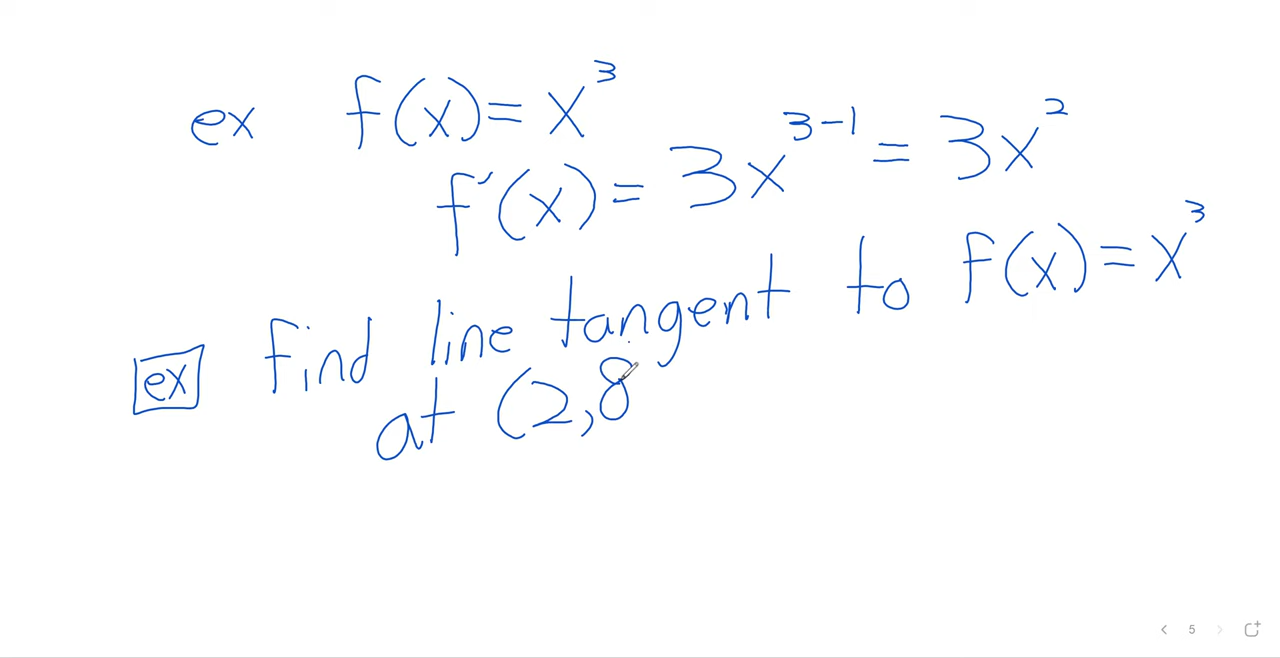 ex f(x) = x³
f'(x) = 3x³⁻¹ = 3x²
ex find line tangent to f(x) = x³
at (2,8
5